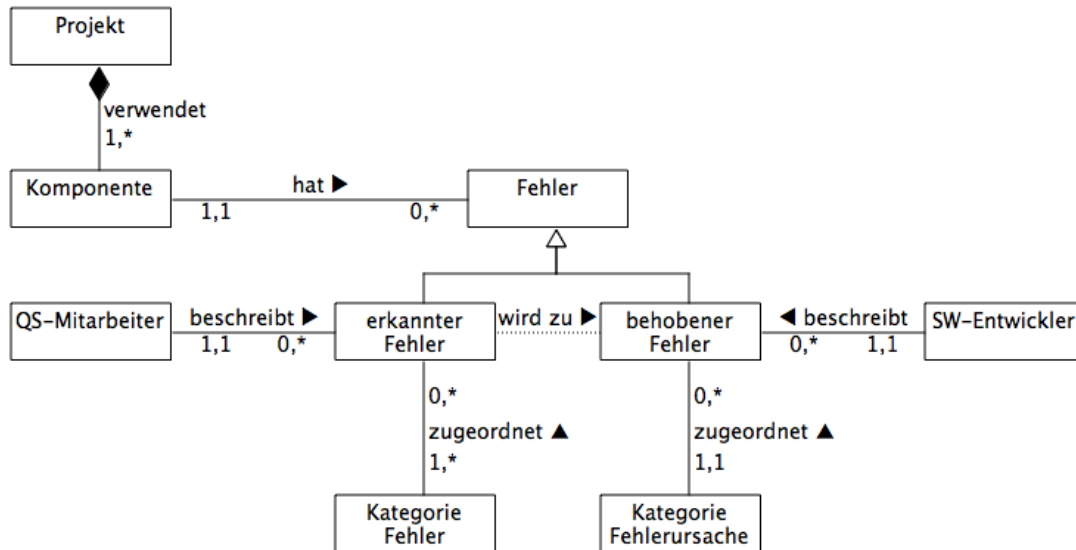 Projekt
verwendet
1,*
Komponente
hat ▶
Fehler
1,1
0,*
QS-Mitarbeiter
beschreibt ▶
erkannter
Fehler
wird zu ▶
behobener
Fehler
◀ beschreibt
SW-Entwickler
1,1
0,*
0,*
1,1
0,*
0,*
zugeordnet ▲
zugeordnet ▲
1,*
1,1
Kategorie
Fehler
Kategorie
Fehlerursache